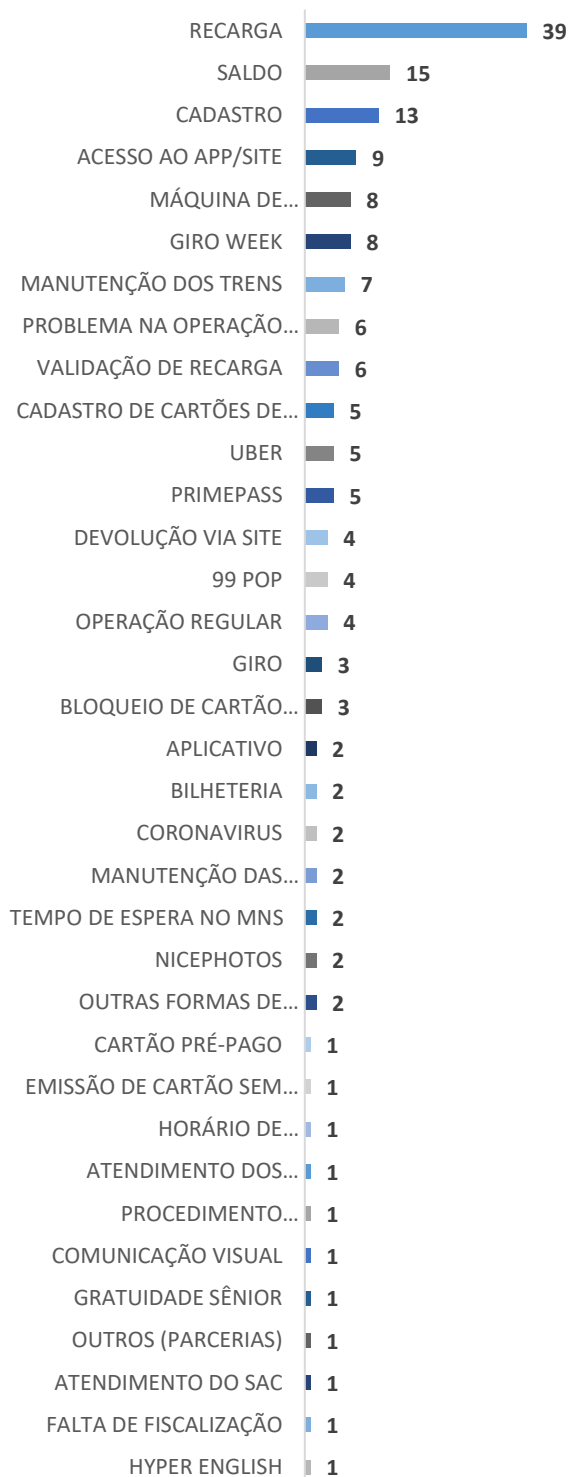 RECARGA 39
SALDO 15
CADASTRO 13
ACESSO AO APP/SITE 9
MÁQUINA DE... 8
GIRO WEEK 8
MANUTENÇÃO DOS TRENS 7
PROBLEMA NA OPERAÇÃO... 6
VALIDAÇÃO DE RECARGA 6
CADASTRO DE CARTÕES DE... 5
UBER 5
PRIMEPASS 5
DEVOLUÇÃO VIA SITE 4
99 POP 4
OPERAÇÃO REGULAR 4
GIRO 3
BLOQUEIO DE CARTÃO... 3
APLICATIVO 2
BILHETERIA 2
CORONAVIRUS 2
MANUTENÇÃO DAS... 2
TEMPO DE ESPERA NO MNS 2
NICEPHOTOS 2
OUTRAS FORMAS DE... 2
CARTÃO PRÉ-PAGO 1
EMISSÃO DE CARTÃO SEM... 1
HORÁRIO DE... 1
ATENDIMENTO DOS... 1
PROCEDIMENTO... 1
COMUNICAÇÃO VISUAL 1
GRATUIDADE SÊNIOR 1
OUTROS (PARCERIAS) 1
ATENDIMENTO DO SAC 1
FALTA DE FISCALIZAÇÃO 1
HYPER ENGLISH 1